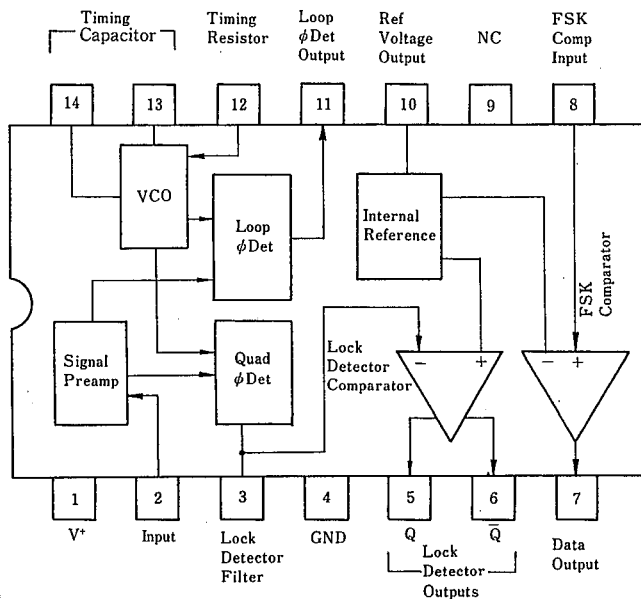 Timing
Capacitor
Timing
Resistor
Loop
φDet
Output
Ref
Voltage
Output
NC
FSK
Comp
Input
14
13
12
11
10
9
8
VCO
Loop
φDet
Internal
Reference
FSK
Comparator
Signal
Preamp
Quad
φDet
Lock
Detector
Comparator
−
+
−
+
1
2
3
4
5
6
7
V⁺
Input
Lock
Detector
Filter
GND
Q
Q̅
Lock
Detector
Outputs
Data
Output